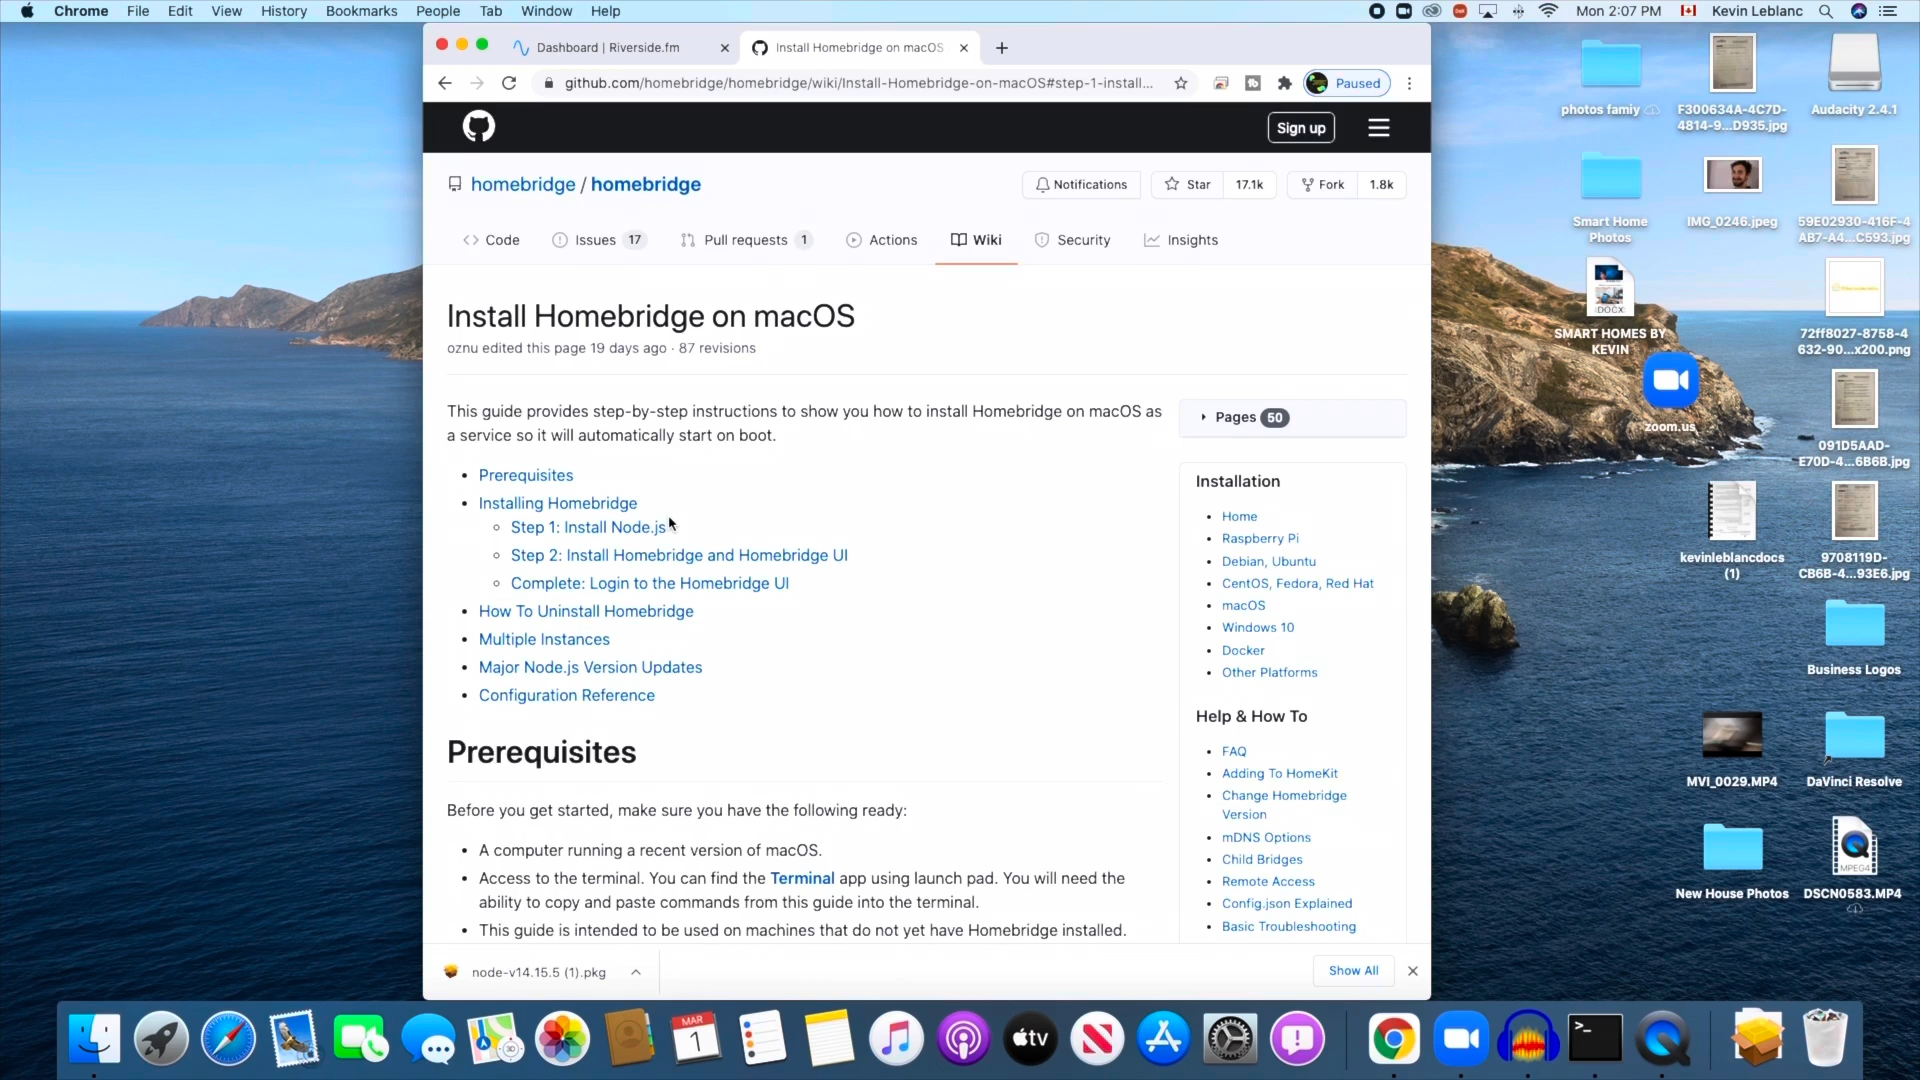 Chrome File Edit View History Bookmarks People Tab Window Help
Mon 2:07 PM Kevin Leblanc
Dashboard | Riverside.fm
Install Homebridge on macOS
github.com/homebridge/homebridge/wiki/Install-Homebridge-on-macOS#step-1-install...
Paused
Sign up
homebridge / homebridge
Notifications
Star 17.1k
Fork 1.8k
Code
Issues 17
Pull requests 1
Actions
Wiki
Security
Insights
Install Homebridge on macOS
oznu edited this page 19 days ago · 87 revisions
This guide provides step-by-step instructions to show you how to install Homebridge on macOS as
a service so it will automatically start on boot.
Prerequisites
Installing Homebridge
Step 1: Install Node.js
Step 2: Install Homebridge and Homebridge UI
Complete: Login to the Homebridge UI
How To Uninstall Homebridge
Multiple Instances
Major Node.js Version Updates
Configuration Reference
Prerequisites
Before you get started, make sure you have the following ready:
A computer running a recent version of macOS.
Access to the terminal. You can find the Terminal app using launch pad. You will need the
ability to copy and paste commands from this guide into the terminal.
This guide is intended to be used on machines that do not yet have Homebridge installed.
Pages 50
Installation
Home
Raspberry Pi
Debian, Ubuntu
CentOS, Fedora, Red Hat
macOS
Windows 10
Docker
Other Platforms
Help & How To
FAQ
Adding To HomeKit
Change Homebridge
Version
mDNS Options
Child Bridges
Remote Access
Config.json Explained
Basic Troubleshooting
node-v14.15.5 (1).pkg
Show All
photos famiy
F300634A-4C7D-
4814-9...D935.jpg
Audacity 2.4.1
Smart Home
Photos
IMG_0246.jpeg
59E02930-416F-4
AB7-A4...C593.jpg
DOCX
SMART HOMES BY
KEVIN
72ff8027-8758-4
632-90...x200.png
zoom.us
091D5AAD-
E70D-4...6B6B.jpg
kevinleblancdocs
(1)
9708119D-
CB6B-4...93E6.jpg
Business Logos
MVI_0029.MP4
DaVinci Resolve
New House Photos
MPEG4
DSCN0583.MP4
MAR
1
tv